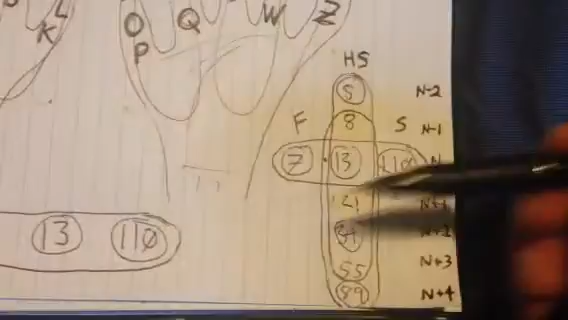 L
K
O Q W Z
P
HS
5 N-2
F 8 S N-1
7 13 110 N
21 N+1
34 N+2
13 110
55 N+3
89 N+4